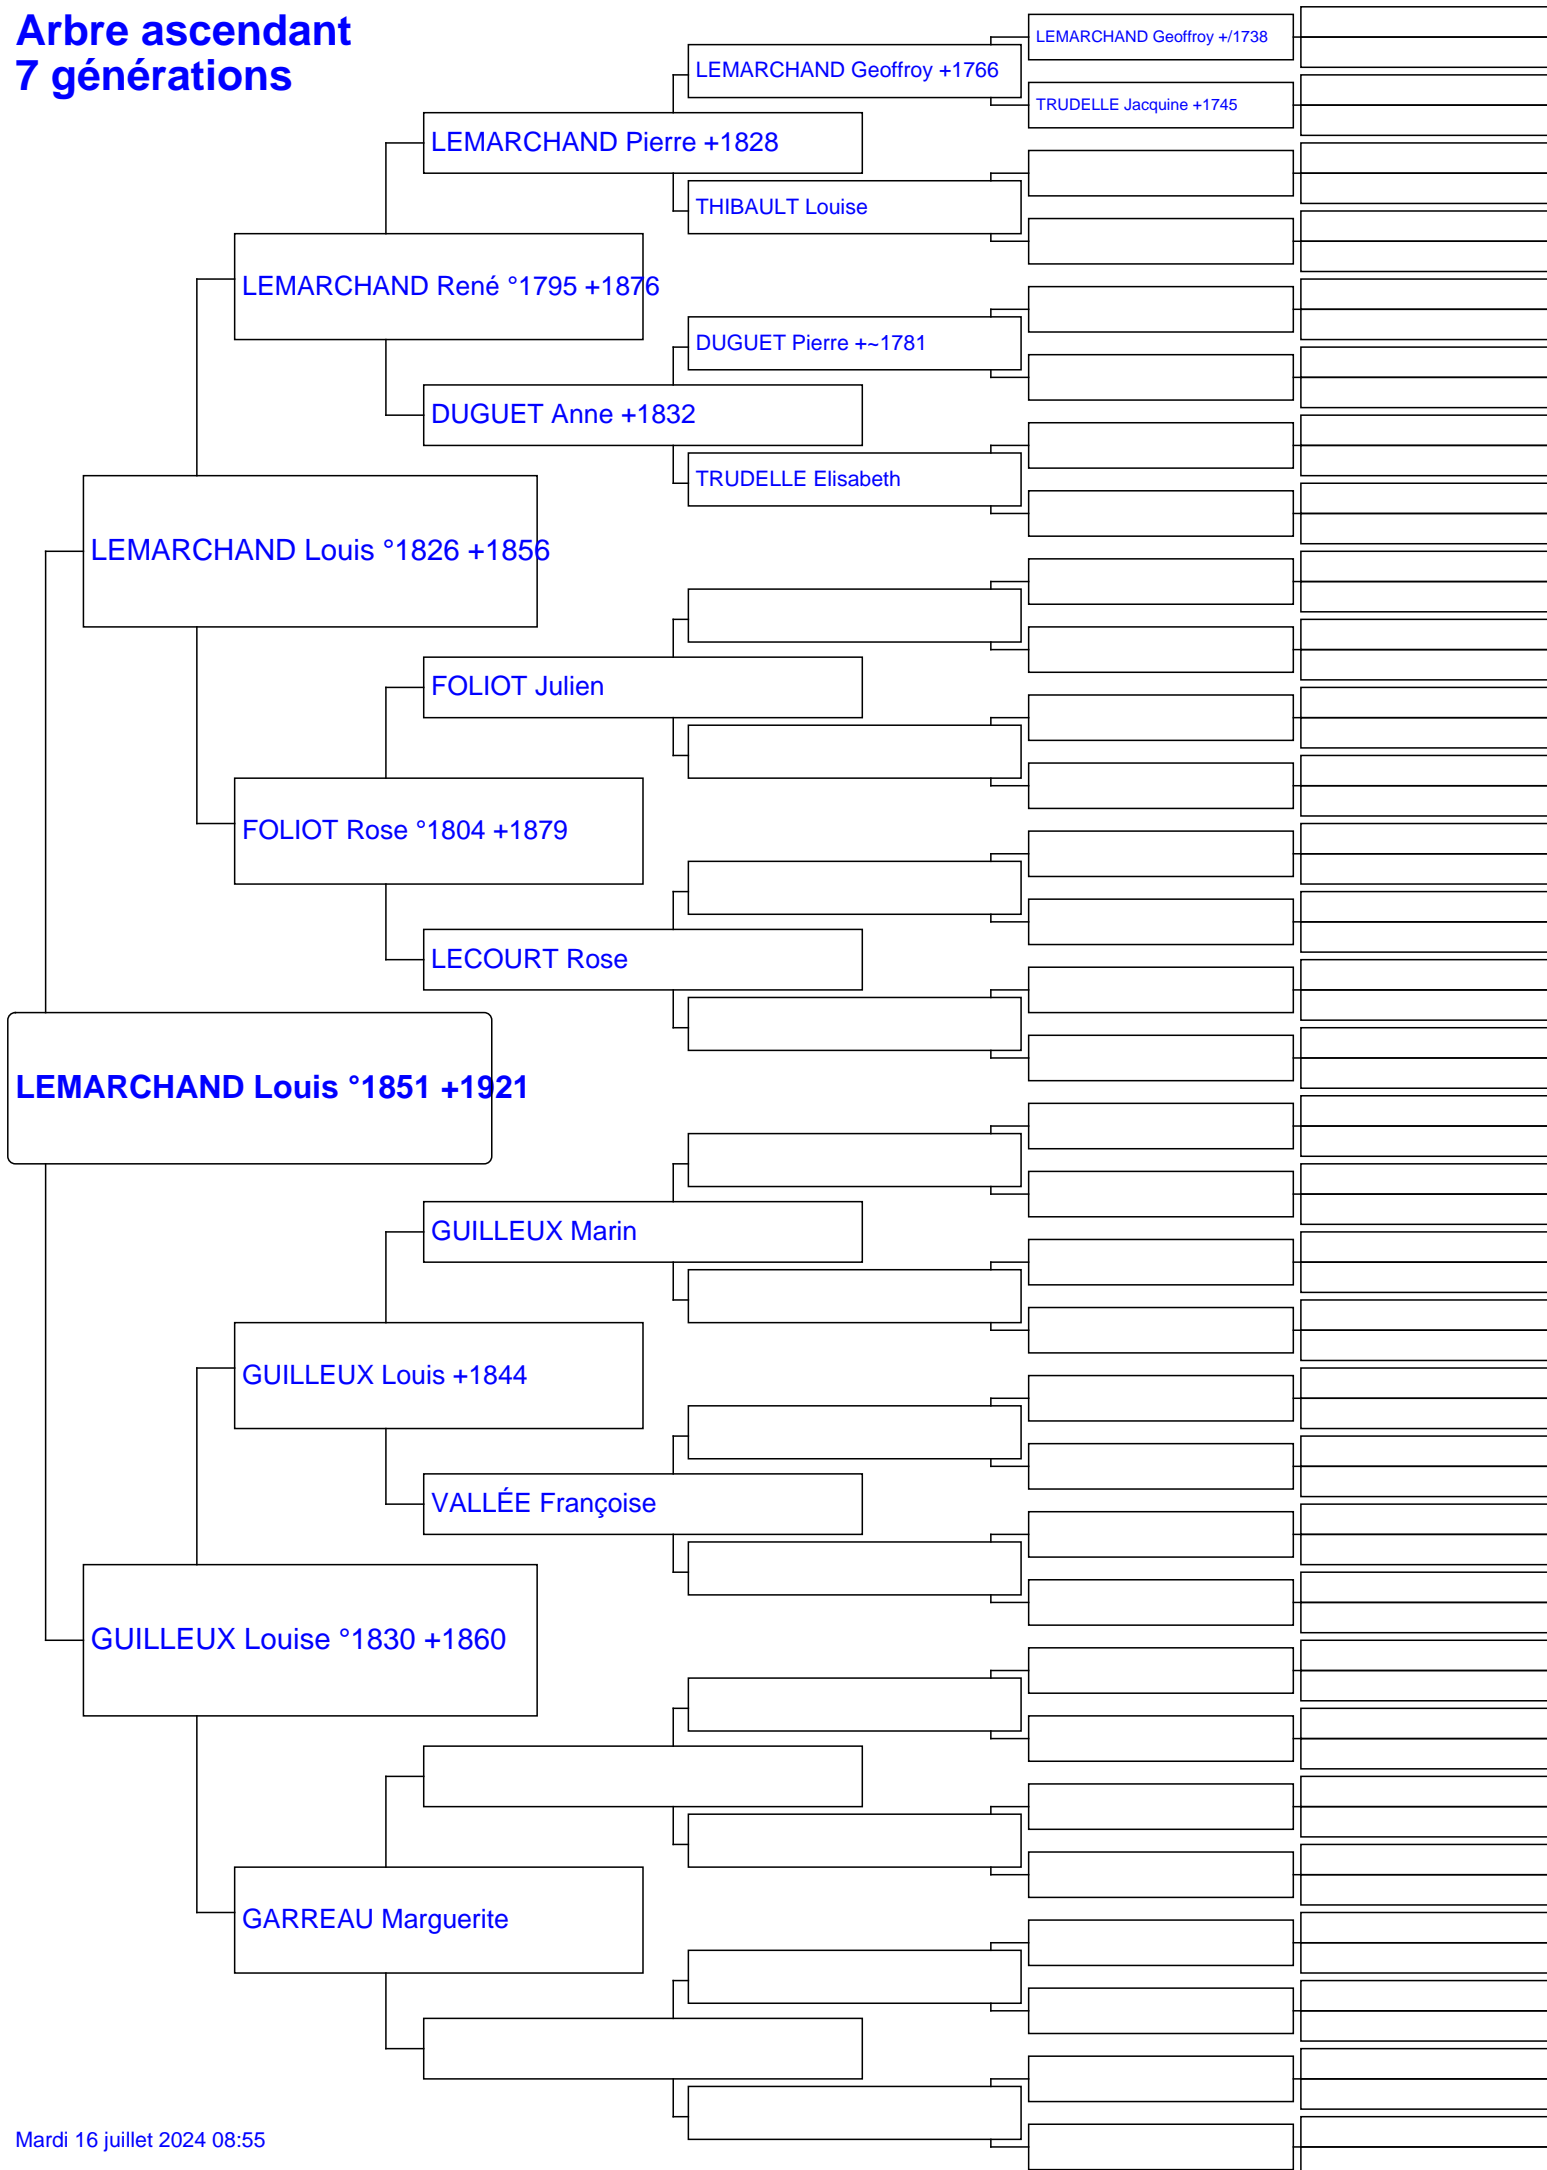 Arbre ascendant
7 générations
LEMARCHAND Geoffroy +/1738
LEMARCHAND Geoffroy +1766
TRUDELLE Jacquine +1745
LEMARCHAND Pierre +1828
THIBAULT Louise
LEMARCHAND René °1795 +1876
DUGUET Pierre +~1781
DUGUET Anne +1832
TRUDELLE Elisabeth
LEMARCHAND Louis °1826 +1856
FOLIOT Julien
FOLIOT Rose °1804 +1879
LECOURT Rose
LEMARCHAND Louis °1851 +1921
GUILLEUX Marin
GUILLEUX Louis +1844
VALLÉE Françoise
GUILLEUX Louise °1830 +1860
GARREAU Marguerite
Mardi 16 juillet 2024 08:55